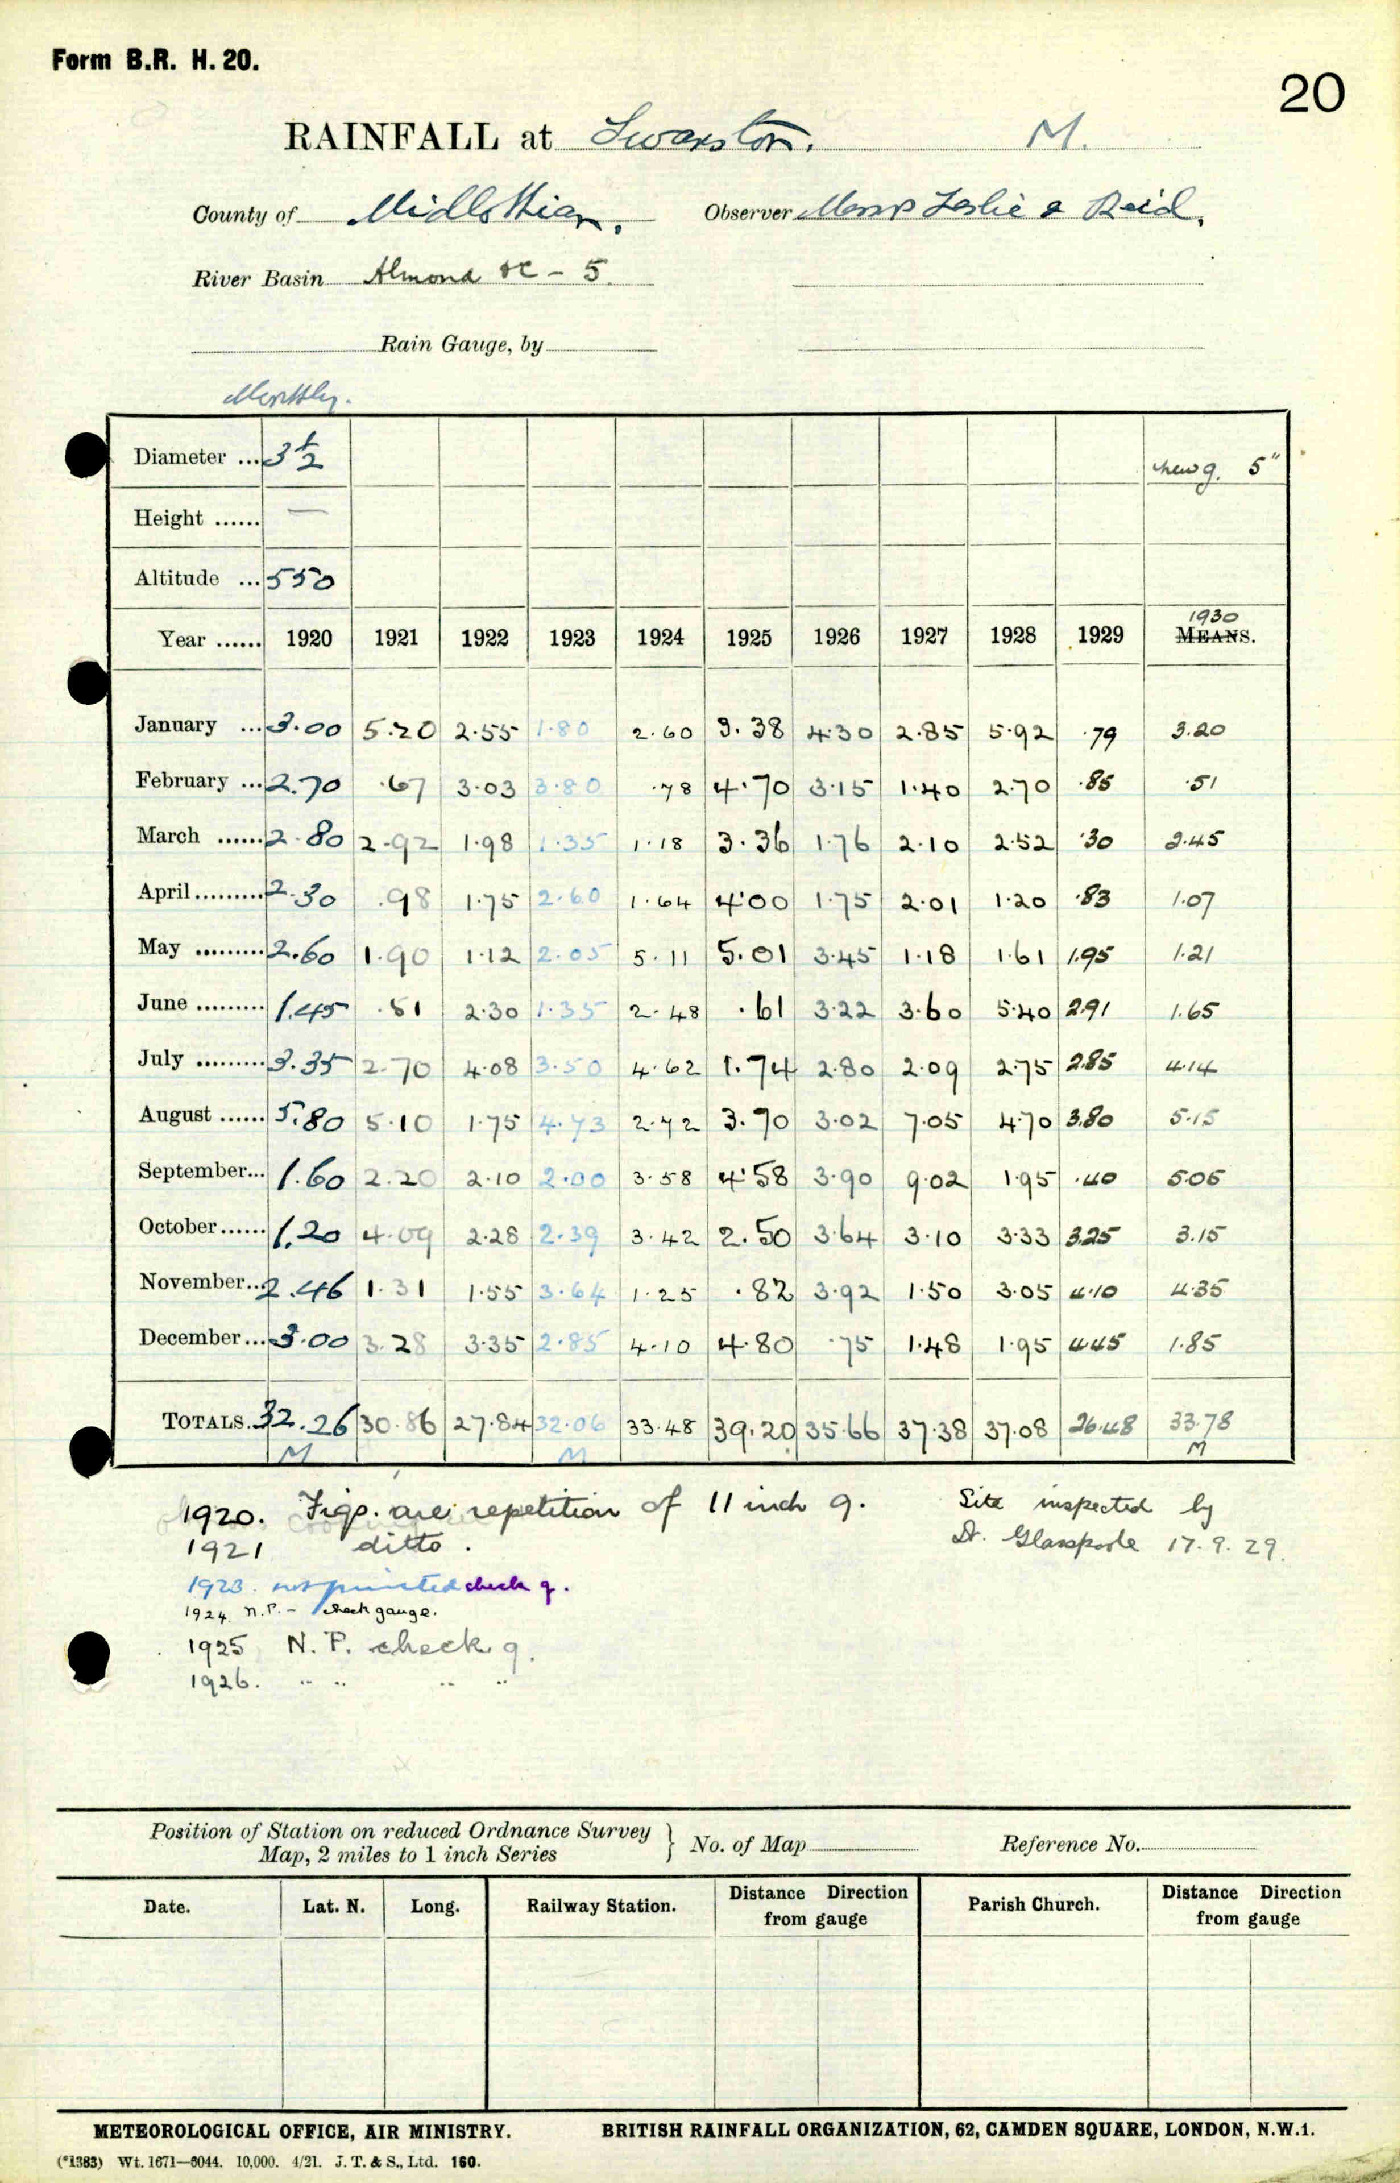 Form B.R. H. 20.
20
RAINFALL at Swanston. M.
County of Midlothian. Observer Messrs Leslie & Reid.
River Basin Almond &c - 5.
Rain Gauge, by
Monthly.
Diameter ... 3½ new g. 5"
Height ...... —
Altitude ... 550
1930
Year ...... 1920 1921 1922 1923 1924 1925 1926 1927 1928 1929 MEANS.
January ... 3.00 5.20 2.55 1.80 2.60 3.38 4.30 2.85 5.92 .79 3.20
February ... 2.70 .67 3.03 3.80 .78 4.70 3.15 1.40 2.70 .85 .51
March ...... 2.80 2.92 1.98 1.35 1.18 3.36 1.76 2.10 2.52 .30 2.45
April ......... 2.30 .98 1.75 2.60 1.64 4.00 1.75 2.01 1.20 .83 1.07
May ......... 2.60 1.90 1.12 2.05 5.11 5.01 3.45 1.18 1.61 1.95 1.21
June ......... 1.45 .51 2.30 1.35 2.48 .61 3.22 3.60 5.40 2.91 1.65
July ......... 3.35 2.70 4.08 3.50 4.62 1.74 2.80 2.09 2.75 2.85 4.14
August ...... 5.80 5.10 1.75 4.73 2.72 3.70 3.02 7.05 4.70 3.80 5.15
September... 1.60 2.20 2.10 2.00 3.58 4.58 3.90 9.02 1.95 .40 5.05
October...... 1.20 4.09 2.28 2.39 3.42 2.50 3.64 3.10 3.33 3.25 3.15
November... 2.46 1.31 1.55 3.64 1.25 .82 3.92 1.50 3.05 4.10 4.35
December... 3.00 3.28 3.35 2.85 4.10 4.80 .75 1.48 1.95 4.45 1.85
TOTALS. 32.26 30.86 27.84 32.06 33.48 39.20 35.66 37.38 37.08 26.48 33.78
M M M
1920. Figs. are repetition of 11 inch g. Site inspected by
1921 ditto. Dr. Glasspoole 17.9.29.
1923. not printed check g.
1924 N.P. - check gauge.
1925 N.P. check g.
1926. " " " "
Position of Station on reduced Ordnance Survey
Map, 2 miles to 1 inch Series } No. of Map Reference No.
Date. Lat. N. Long. Railway Station. Distance Direction from gauge Parish Church. Distance Direction from gauge
METEOROLOGICAL OFFICE, AIR MINISTRY. BRITISH RAINFALL ORGANIZATION, 62, CAMDEN SQUARE, LONDON, N.W.1.
(*1383) Wt. 1671—6044. 10,000. 4/21. J. T. & S., Ltd. 160.